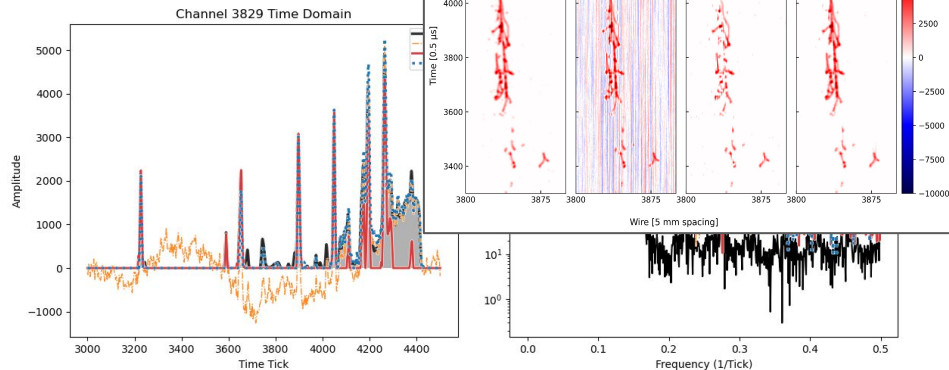 Channel 3829 Time Domain
Amplitude
5000
4000
3000
2000
1000
0
−1000
3000 3200 3400 3600 3800 4000 4200 4400
Time Tick
Time [0.5 µs]
4000
3800
3600
3400
3800 3875 3800 3875 3800 3875 3800 3875
Wire [5 mm spacing]
2500
0
−2500
−5000
−7500
−10000
10¹
10⁰
0.0 0.1 0.2 0.3 0.4 0.5
Frequency (1/Tick)